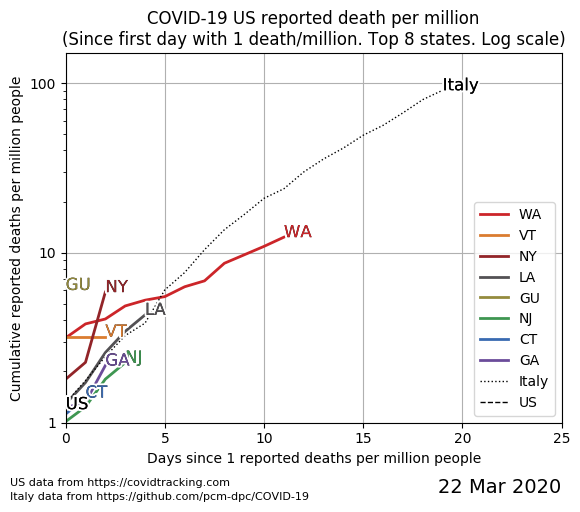 COVID-19 US reported death per million
(Since first day with 1 death/million. Top 8 states. Log scale)
Cumulative reported deaths per million people
100
10
1
Italy
WA
GU
NY
LA
VT
GA
NJ
CT
US
WA
VT
NY
LA
GU
NJ
CT
GA
Italy
US
0
5
10
15
20
25
Days since 1 reported deaths per million people
US data from https://covidtracking.com
Italy data from https://github.com/pcm-dpc/COVID-19
22 Mar 2020